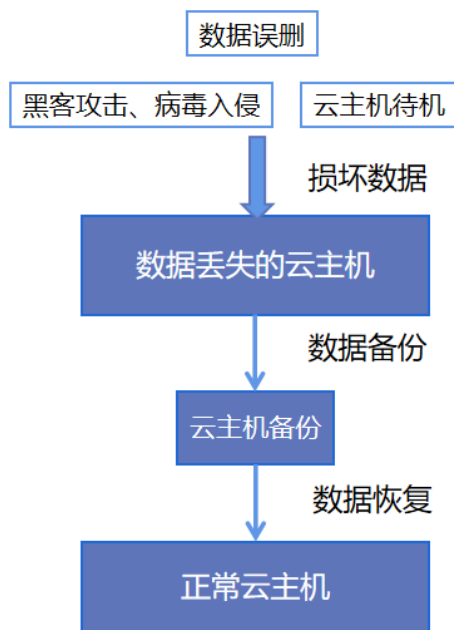 数据误删
黑客攻击、病毒入侵
云主机待机
损坏数据
数据丢失的云主机
数据备份
云主机备份
数据恢复
正常云主机